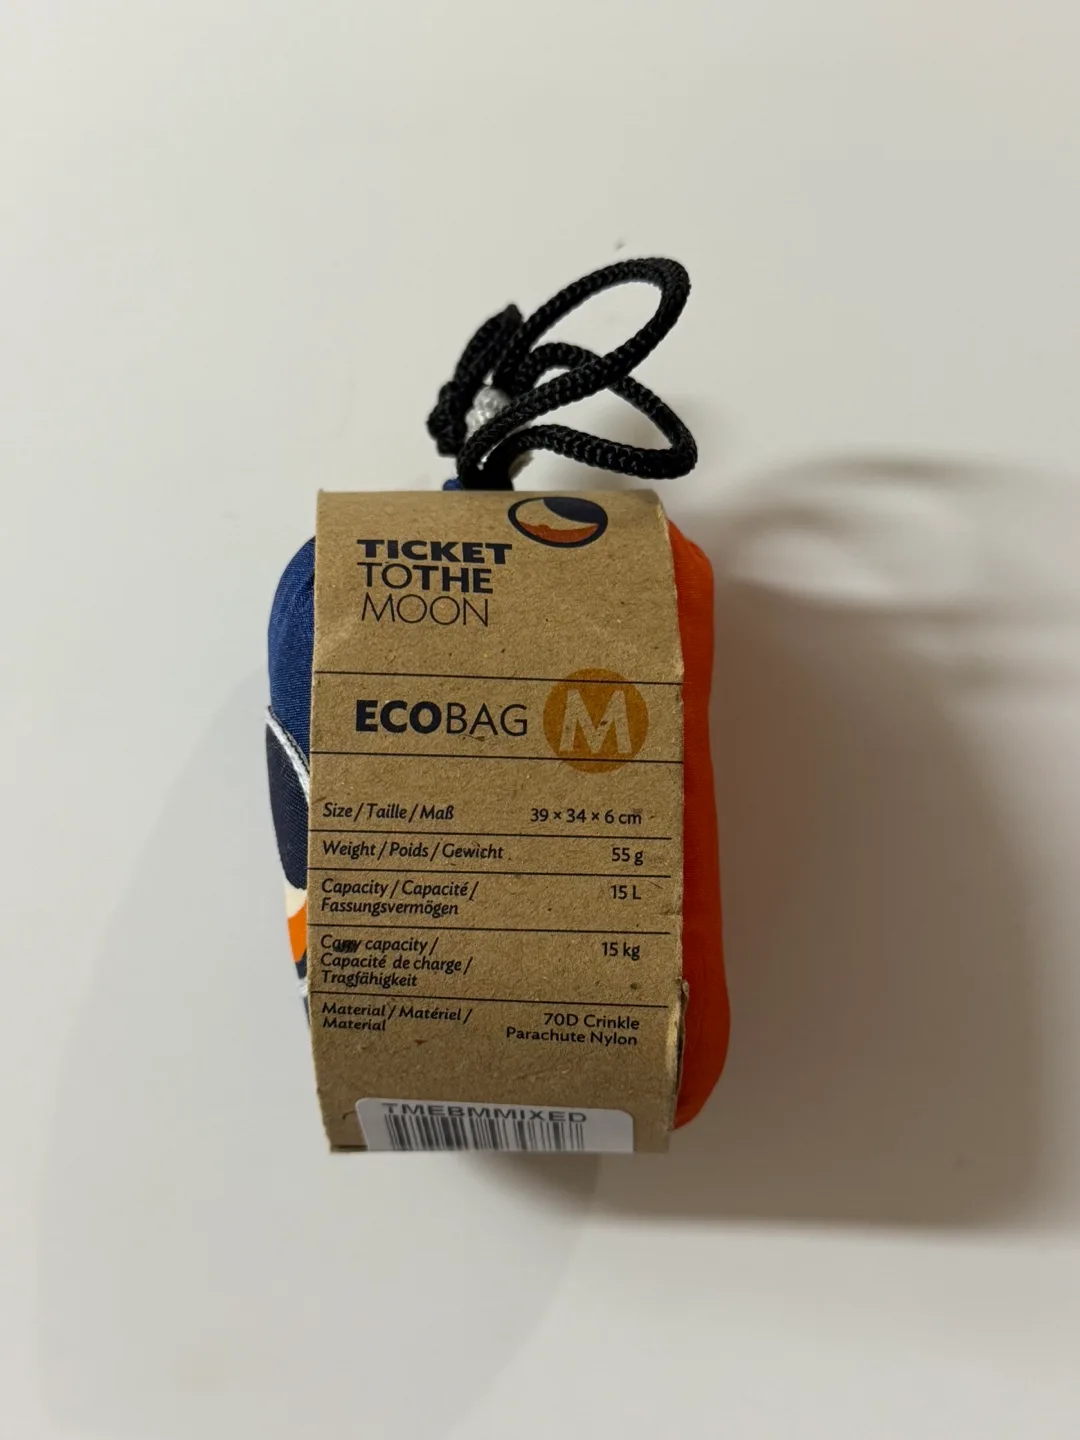 TICKET
TOTHE
MOON
ECOBAG M
Size / Taille / Maß 39 × 34 × 6 cm
Weight / Poids / Gewicht 55 g
Capacity / Capacité / 15 L
Fassungsvermögen
Carry capacity / 15 kg
Capacité de charge /
Tragfähigkeit
Material / Matériel / 70D Crinkle
Material Parachute Nylon
TMEBMMIXED